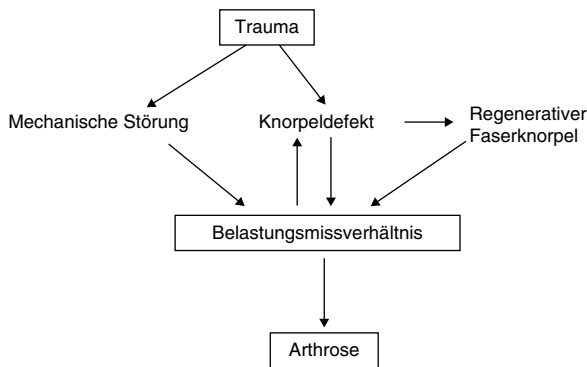 Trauma
Mechanische Störung
Knorpeldefekt
Regenerativer
Faserknorpel
Belastungsmissverhältnis
Arthrose